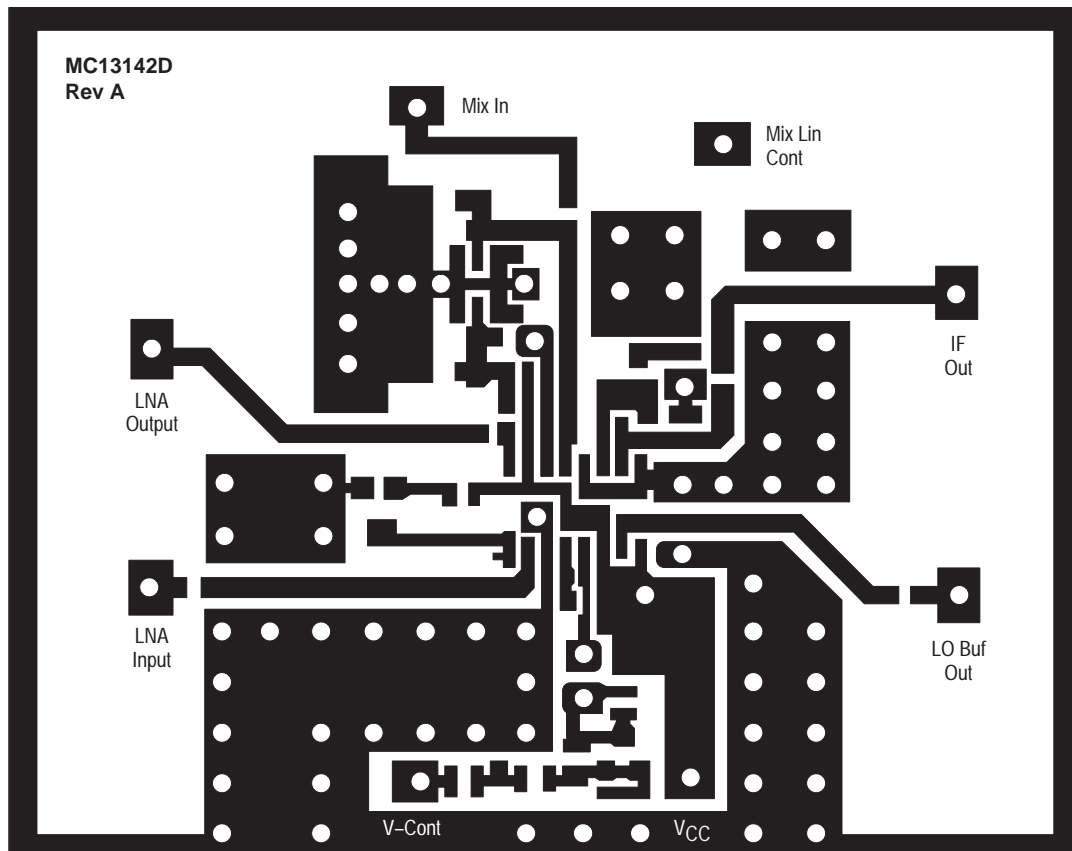 MC13142D
Rev A
Mix In
Mix Lin
Cont
IF
Out
LNA
Output
LNA
Input
LO Buf
Out
V–Cont
VCC